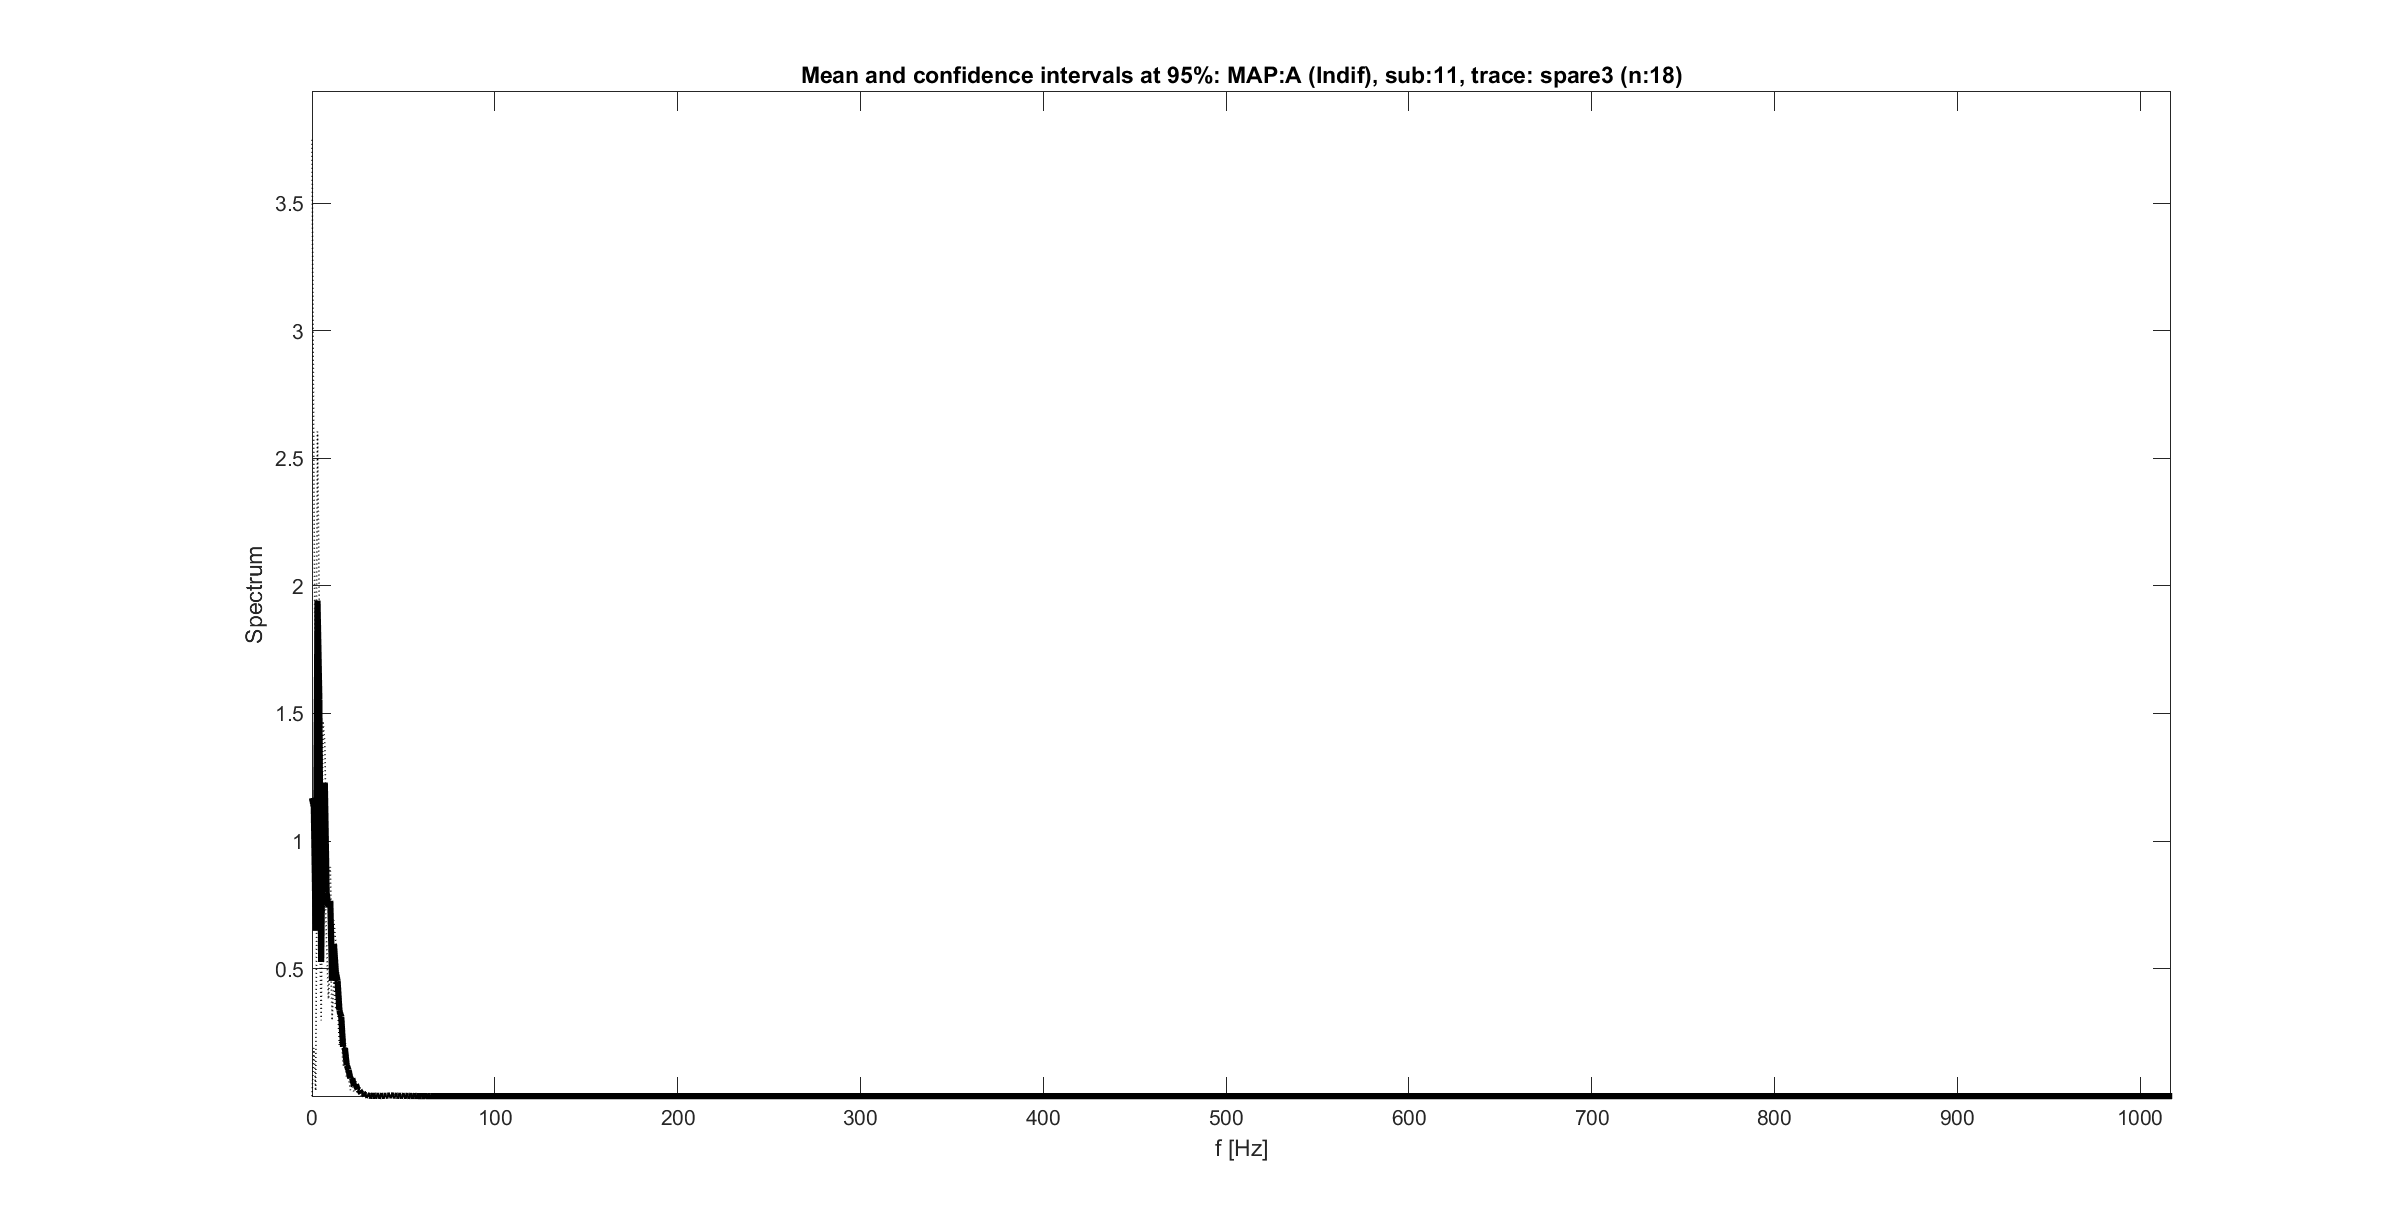 Mean and confidence intervals at 95%: MAP:A (Indif), sub:11, trace: spare3 (n:18)
3.5
3
2.5
2
1.5
1
0.5
Spectrum
0 100 200 300 400 500 600 700 800 900 1000
f [Hz]